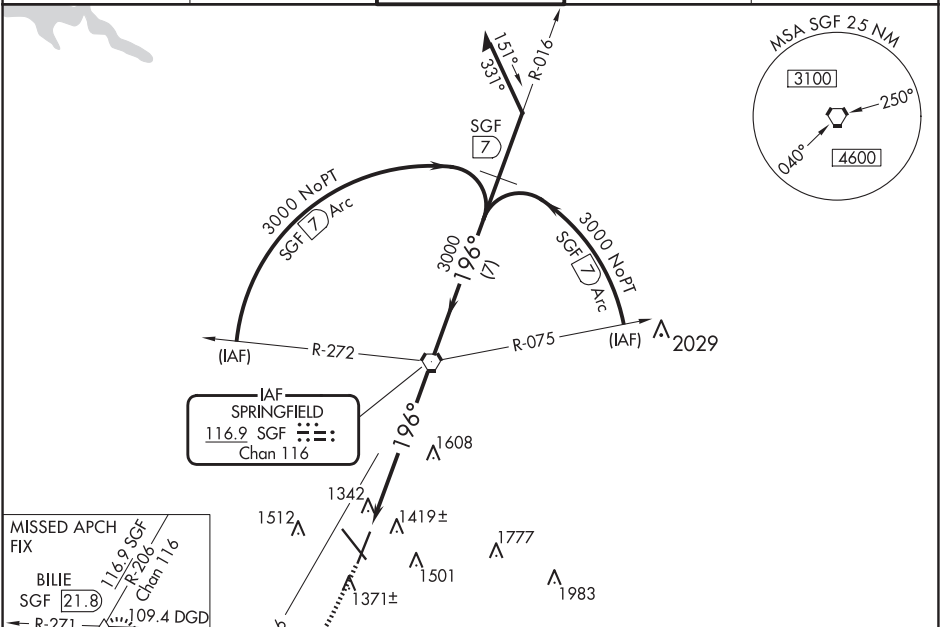 MSA SGF 25 NM
3100
250°
040°
4600
151°
331°
R-016
SGF
7
3000 NoPT
SGF 7 Arc
3000 NoPT
SGF 7 Arc
3000
196°
(7)
(IAF)
R-272
R-075
(IAF)
2029
IAF
SPRINGFIELD
116.9 SGF
Chan 116
196°
1608
1342
1512
1419±
1777
1501
1371±
1983
MISSED APCH
FIX
BILIE
SGF 21.8
116.9 SGF
R-206
Chan 116
R-271
109.4 DGD